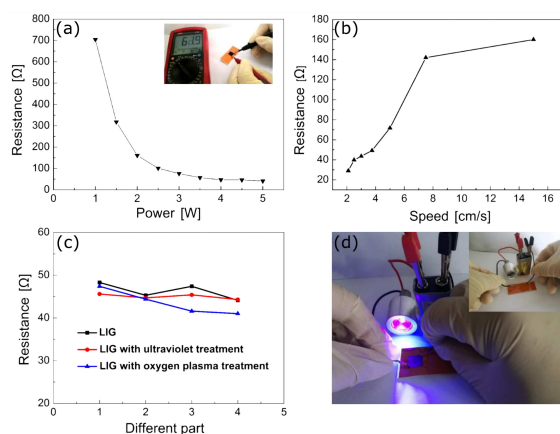 (a)
800
700
600
500
400
300
200
100
0
0 1 2 3 4 5
Resistance [Ω]
Power [W]
(b)
180
160
140
120
100
80
60
40
20
2 4 6 8 10 12 14 16
Resistance [Ω]
Speed [cm/s]
(c)
60
50
40
30
20
0 1 2 3 4 5
Resistance [Ω]
Different part
LIG
LIG with ultraviolet treatment
LIG with oxygen plasma treatment
(d)